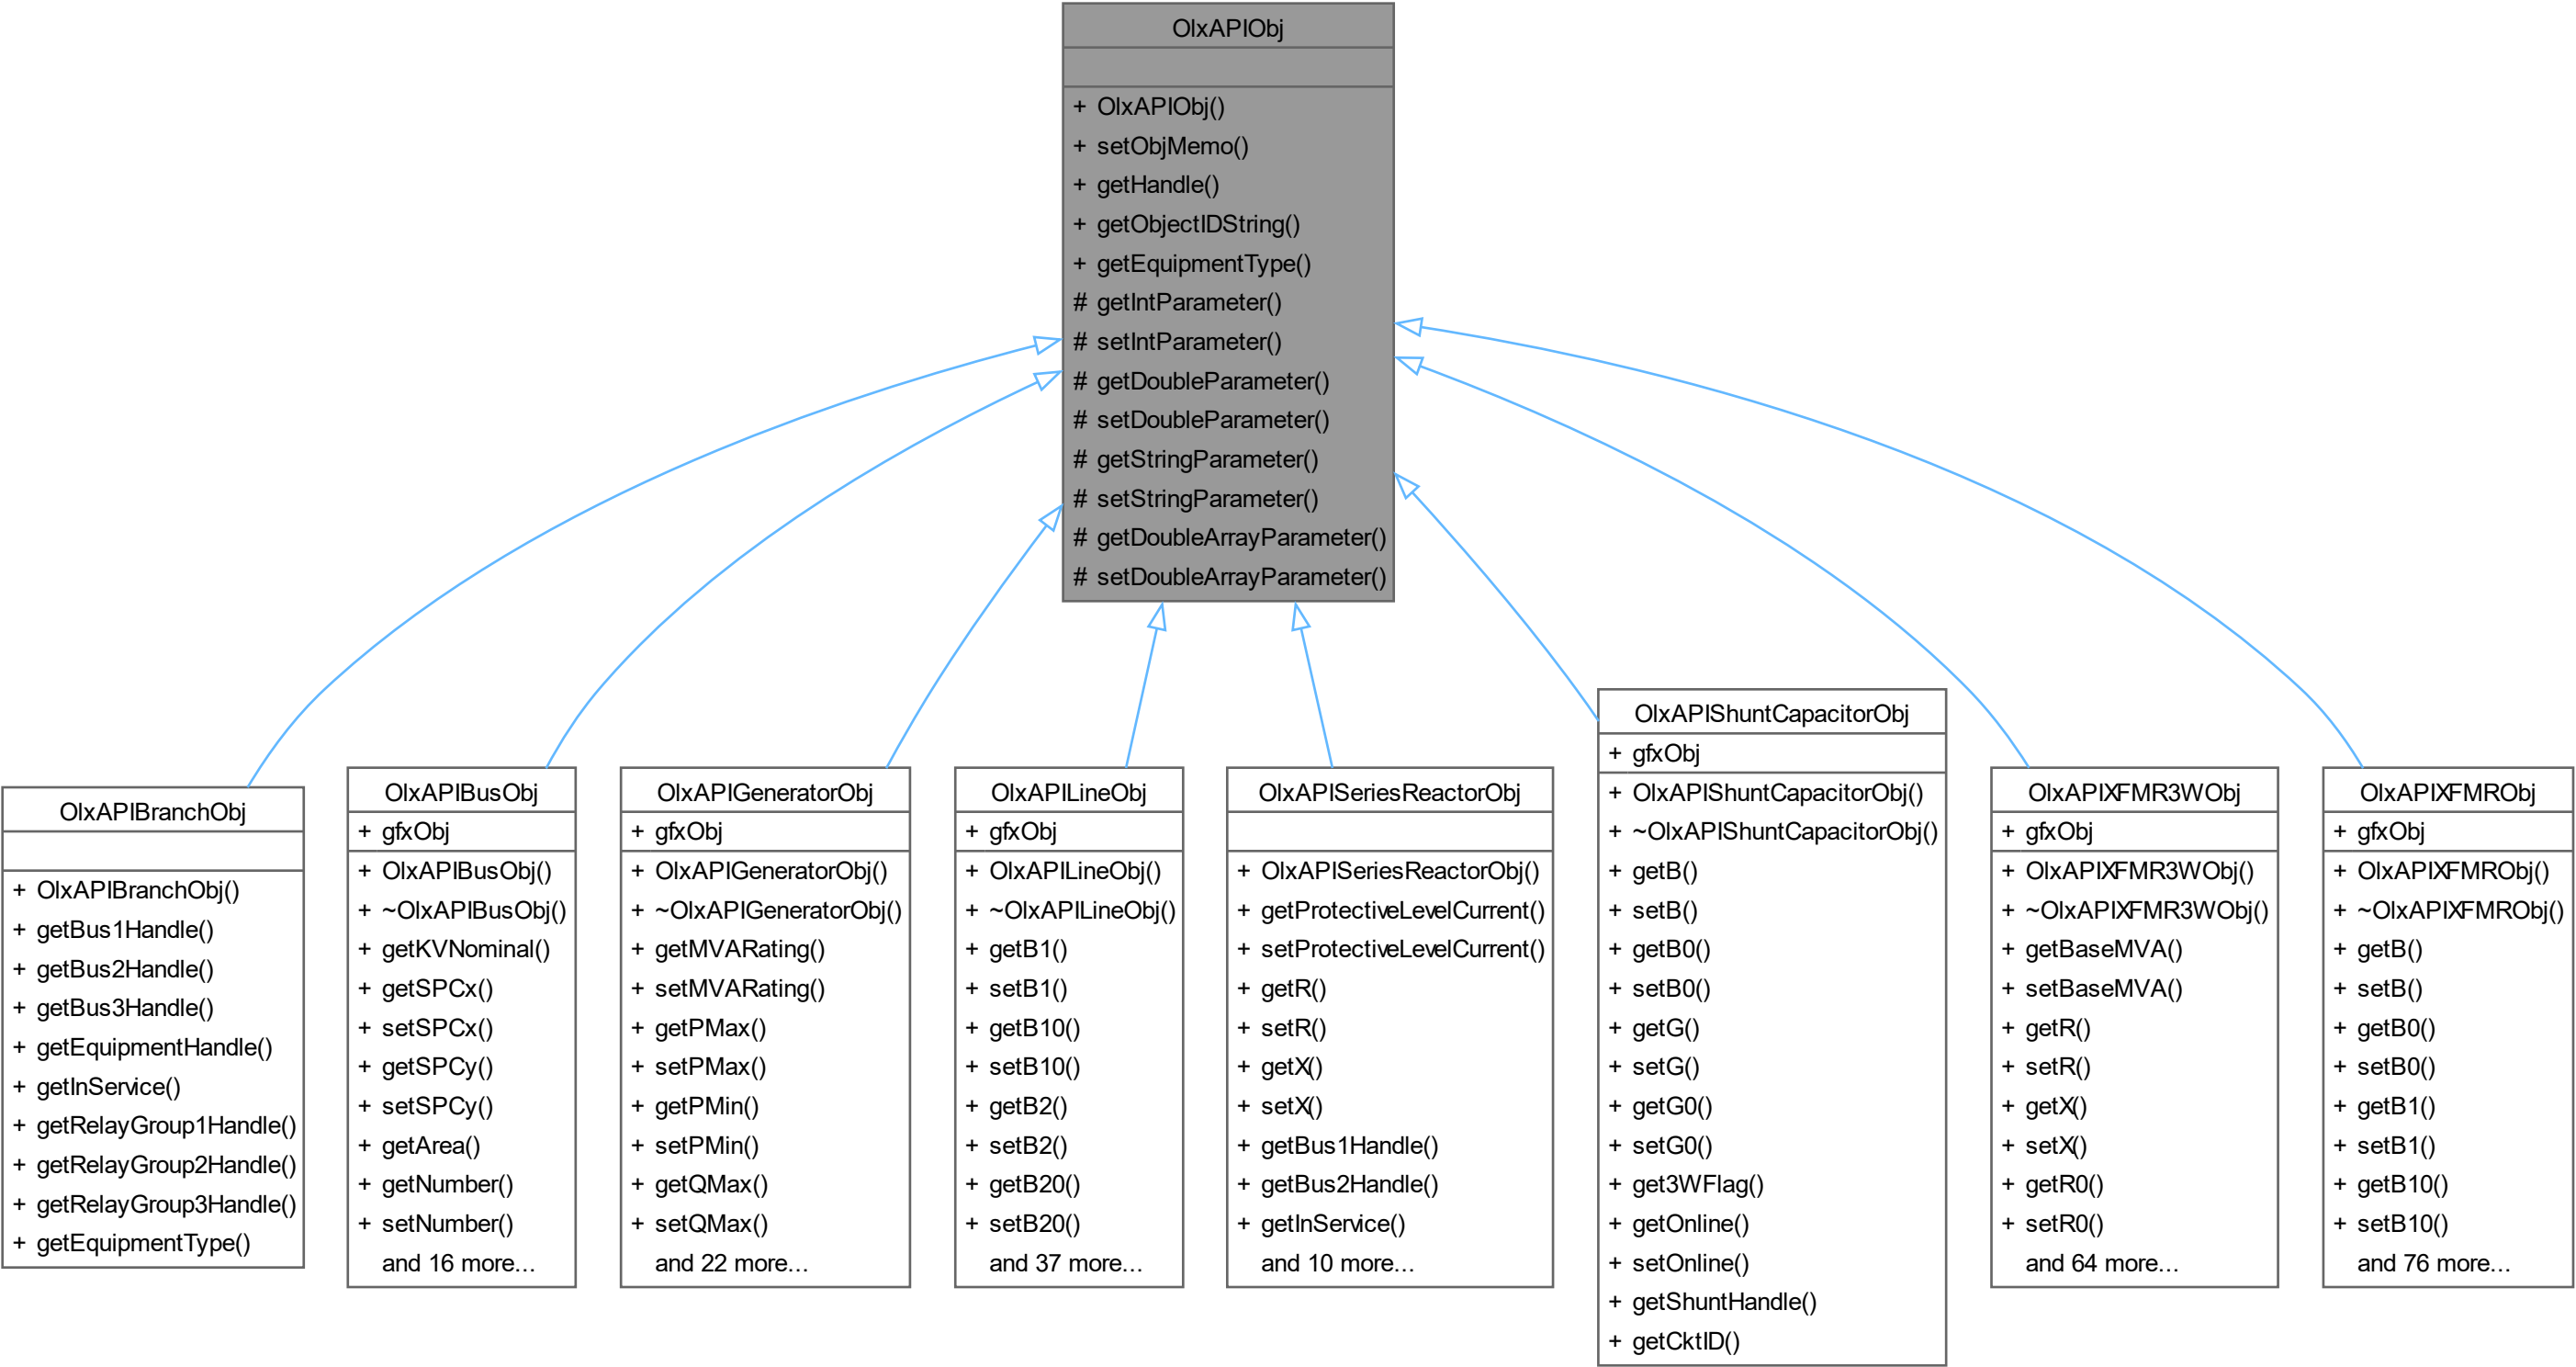 OlxAPIObj
+ OlxAPIObj()
+ setObjMemo()
+ getHandle()
+ getObjectIDString()
+ getEquipmentType()
# getIntParameter()
# setIntParameter()
# getDoubleParameter()
# setDoubleParameter()
# getStringParameter()
# setStringParameter()
# getDoubleArrayParameter()
# setDoubleArrayParameter()
OlxAPIBranchObj
+ OlxAPIBranchObj()
+ getBus1Handle()
+ getBus2Handle()
+ getBus3Handle()
+ getEquipmentHandle()
+ getInService()
+ getRelayGroup1Handle()
+ getRelayGroup2Handle()
+ getRelayGroup3Handle()
+ getEquipmentType()
OlxAPIBusObj
+ gfxObj
+ OlxAPIBusObj()
+ ~OlxAPIBusObj()
+ getKVNominal()
+ getSPCx()
+ setSPCx()
+ getSPCy()
+ setSPCy()
+ getArea()
+ getNumber()
+ setNumber()
and 16 more...
OlxAPIGeneratorObj
+ gfxObj
+ OlxAPIGeneratorObj()
+ ~OlxAPIGeneratorObj()
+ getMVARating()
+ setMVARating()
+ getPMax()
+ setPMax()
+ getPMin()
+ setPMin()
+ getQMax()
+ setQMax()
and 22 more...
OlxAPILineObj
+ gfxObj
+ OlxAPILineObj()
+ ~OlxAPILineObj()
+ getB1()
+ setB1()
+ getB10()
+ setB10()
+ getB2()
+ setB2()
+ getB20()
+ setB20()
and 37 more...
OlxAPISeriesReactorObj
+ OlxAPISeriesReactorObj()
+ getProtectiveLevelCurrent()
+ setProtectiveLevelCurrent()
+ getR()
+ setR()
+ getX()
+ setX()
+ getBus1Handle()
+ getBus2Handle()
+ getInService()
and 10 more...
OlxAPIShuntCapacitorObj
+ gfxObj
+ OlxAPIShuntCapacitorObj()
+ ~OlxAPIShuntCapacitorObj()
+ getB()
+ setB()
+ getB0()
+ setB0()
+ getG()
+ setG()
+ getG0()
+ setG0()
+ get3WFlag()
+ getOnline()
+ setOnline()
+ getShuntHandle()
+ getCktID()
OlxAPIXFMR3WObj
+ gfxObj
+ OlxAPIXFMR3WObj()
+ ~OlxAPIXFMR3WObj()
+ getBaseMVA()
+ setBaseMVA()
+ getR()
+ setR()
+ getX()
+ setX()
+ getR0()
+ setR0()
and 64 more...
OlxAPIXFMRObj
+ gfxObj
+ OlxAPIXFMRObj()
+ ~OlxAPIXFMRObj()
+ getB()
+ setB()
+ getB0()
+ setB0()
+ getB1()
+ setB1()
+ getB10()
+ setB10()
and 76 more...